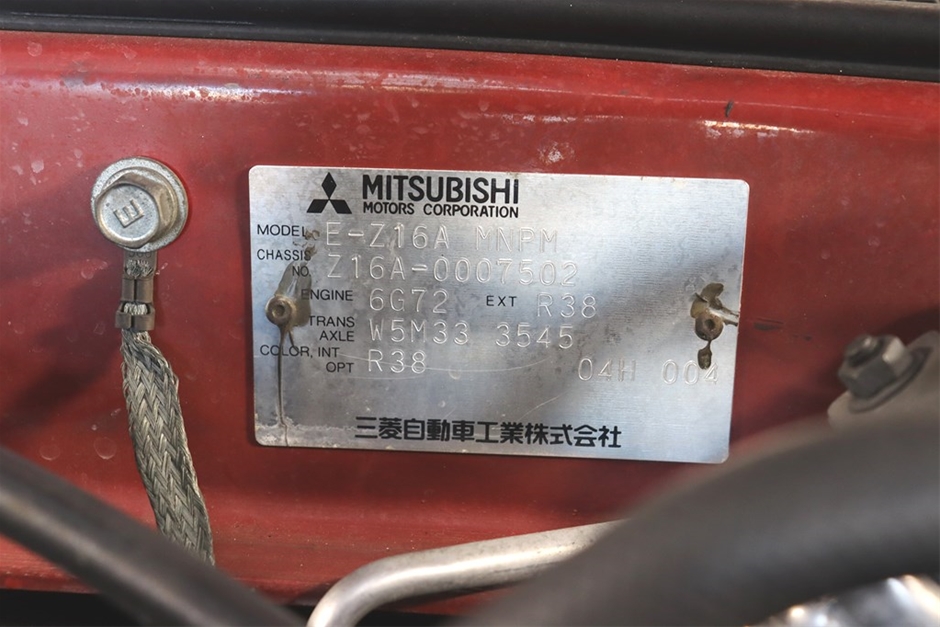 E
MITSUBISHI
MOTORS CORPORATION
MODEL E-Z16A MNPM
CHASSIS NO. Z16A-0007502
ENGINE 6G72 EXT R38
TRANS AXLE W5M33 3545
COLOR, INT OPT R38 04H 004
三菱自動車工業株式会社